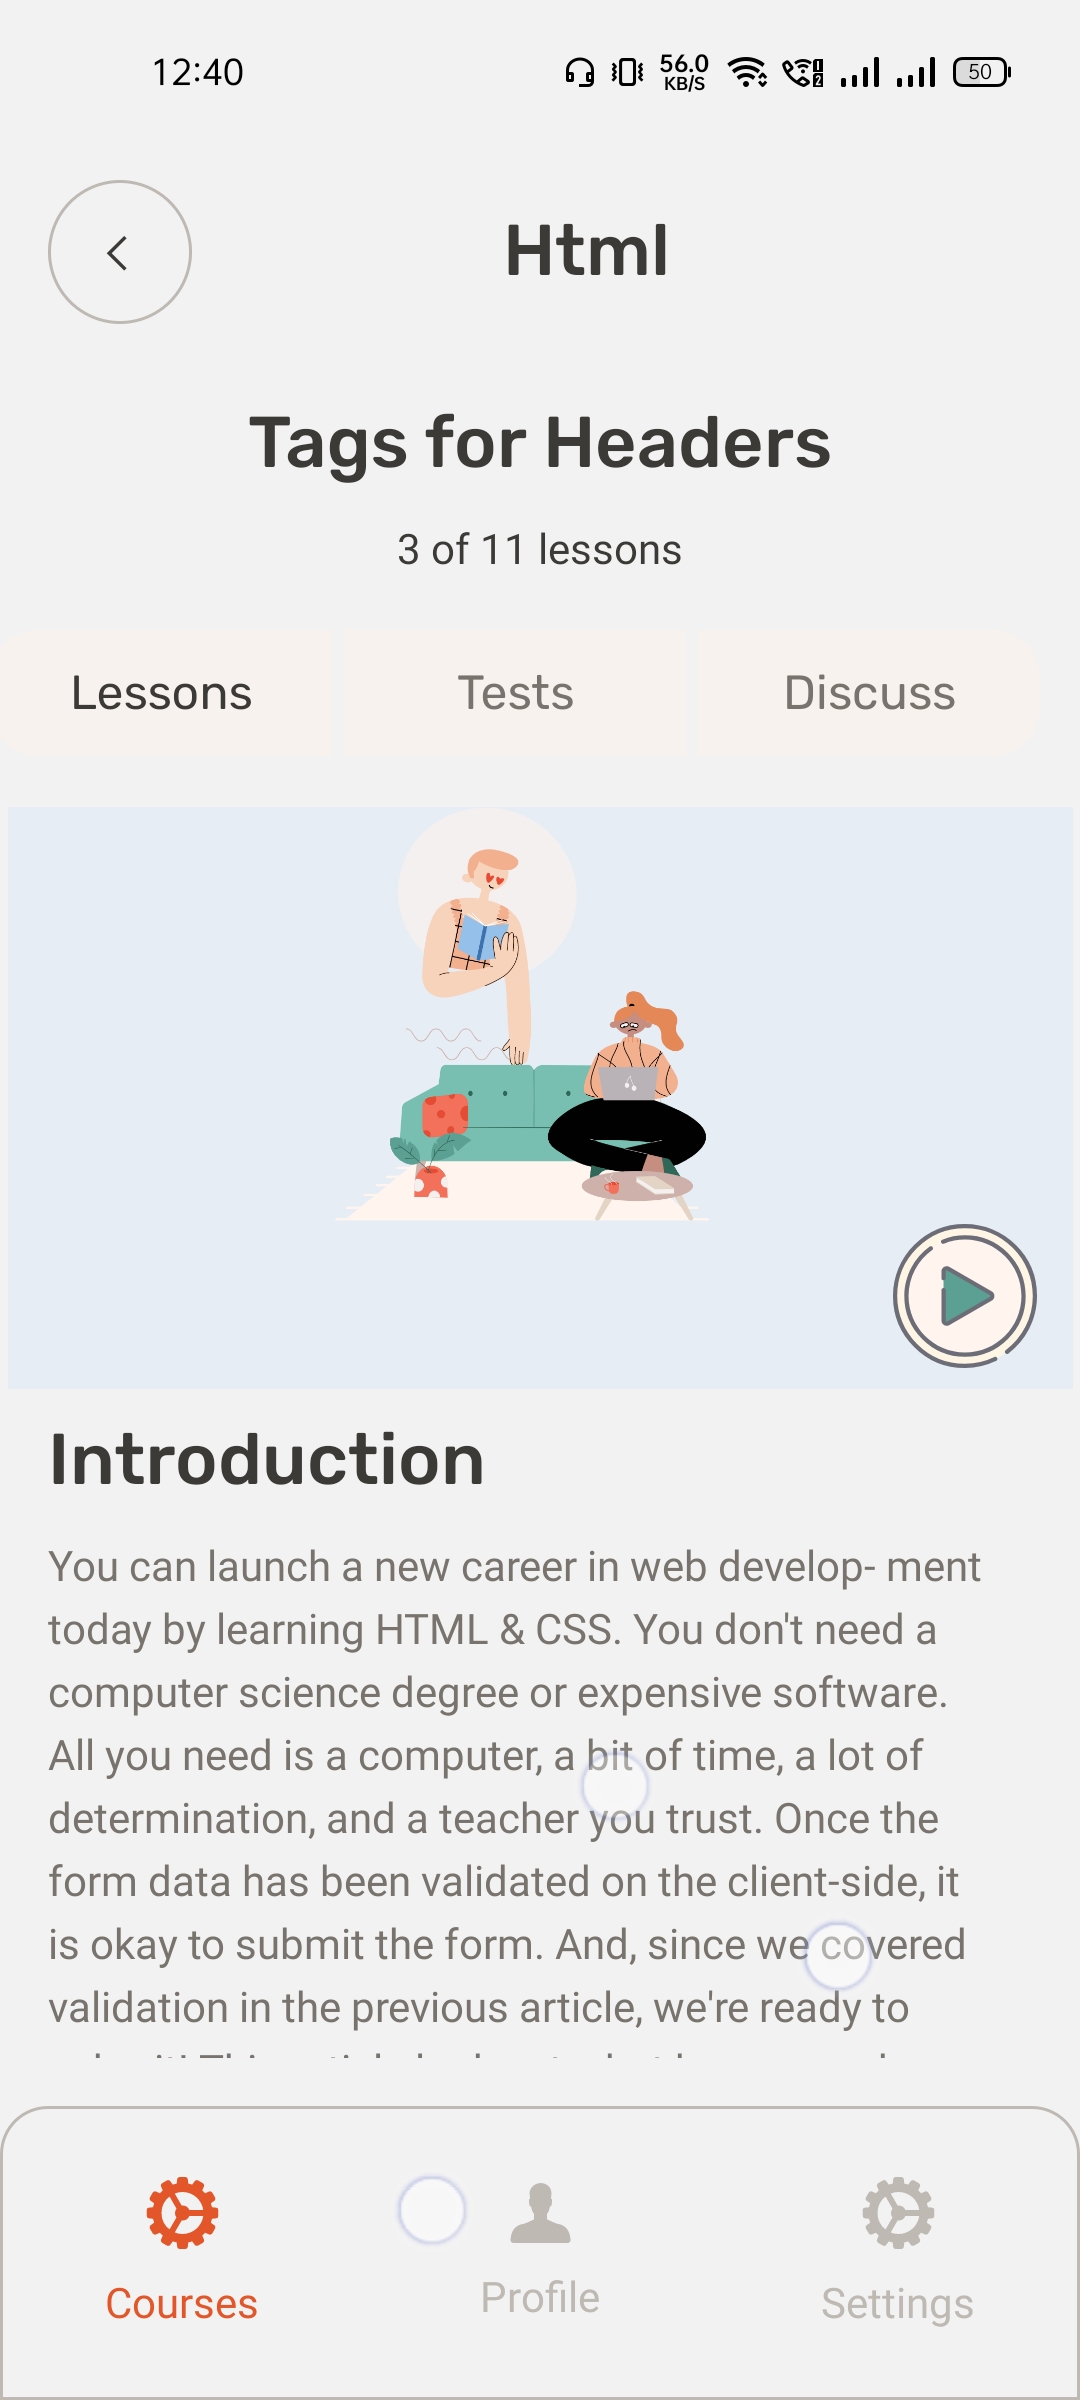 12:40
56.0
KB/S
1
2
50
Html
Tags for Headers
3 of 11 lessons
Lessons
Tests
Discuss
Introduction
You can launch a new career in web develop- ment
today by learning HTML & CSS. You don't need a
computer science degree or expensive software.
All you need is a computer, a bit of time, a lot of
determination, and a teacher you trust. Once the
form data has been validated on the client-side, it
is okay to submit the form. And, since we covered
validation in the previous article, we're ready to
Courses
Profile
Settings